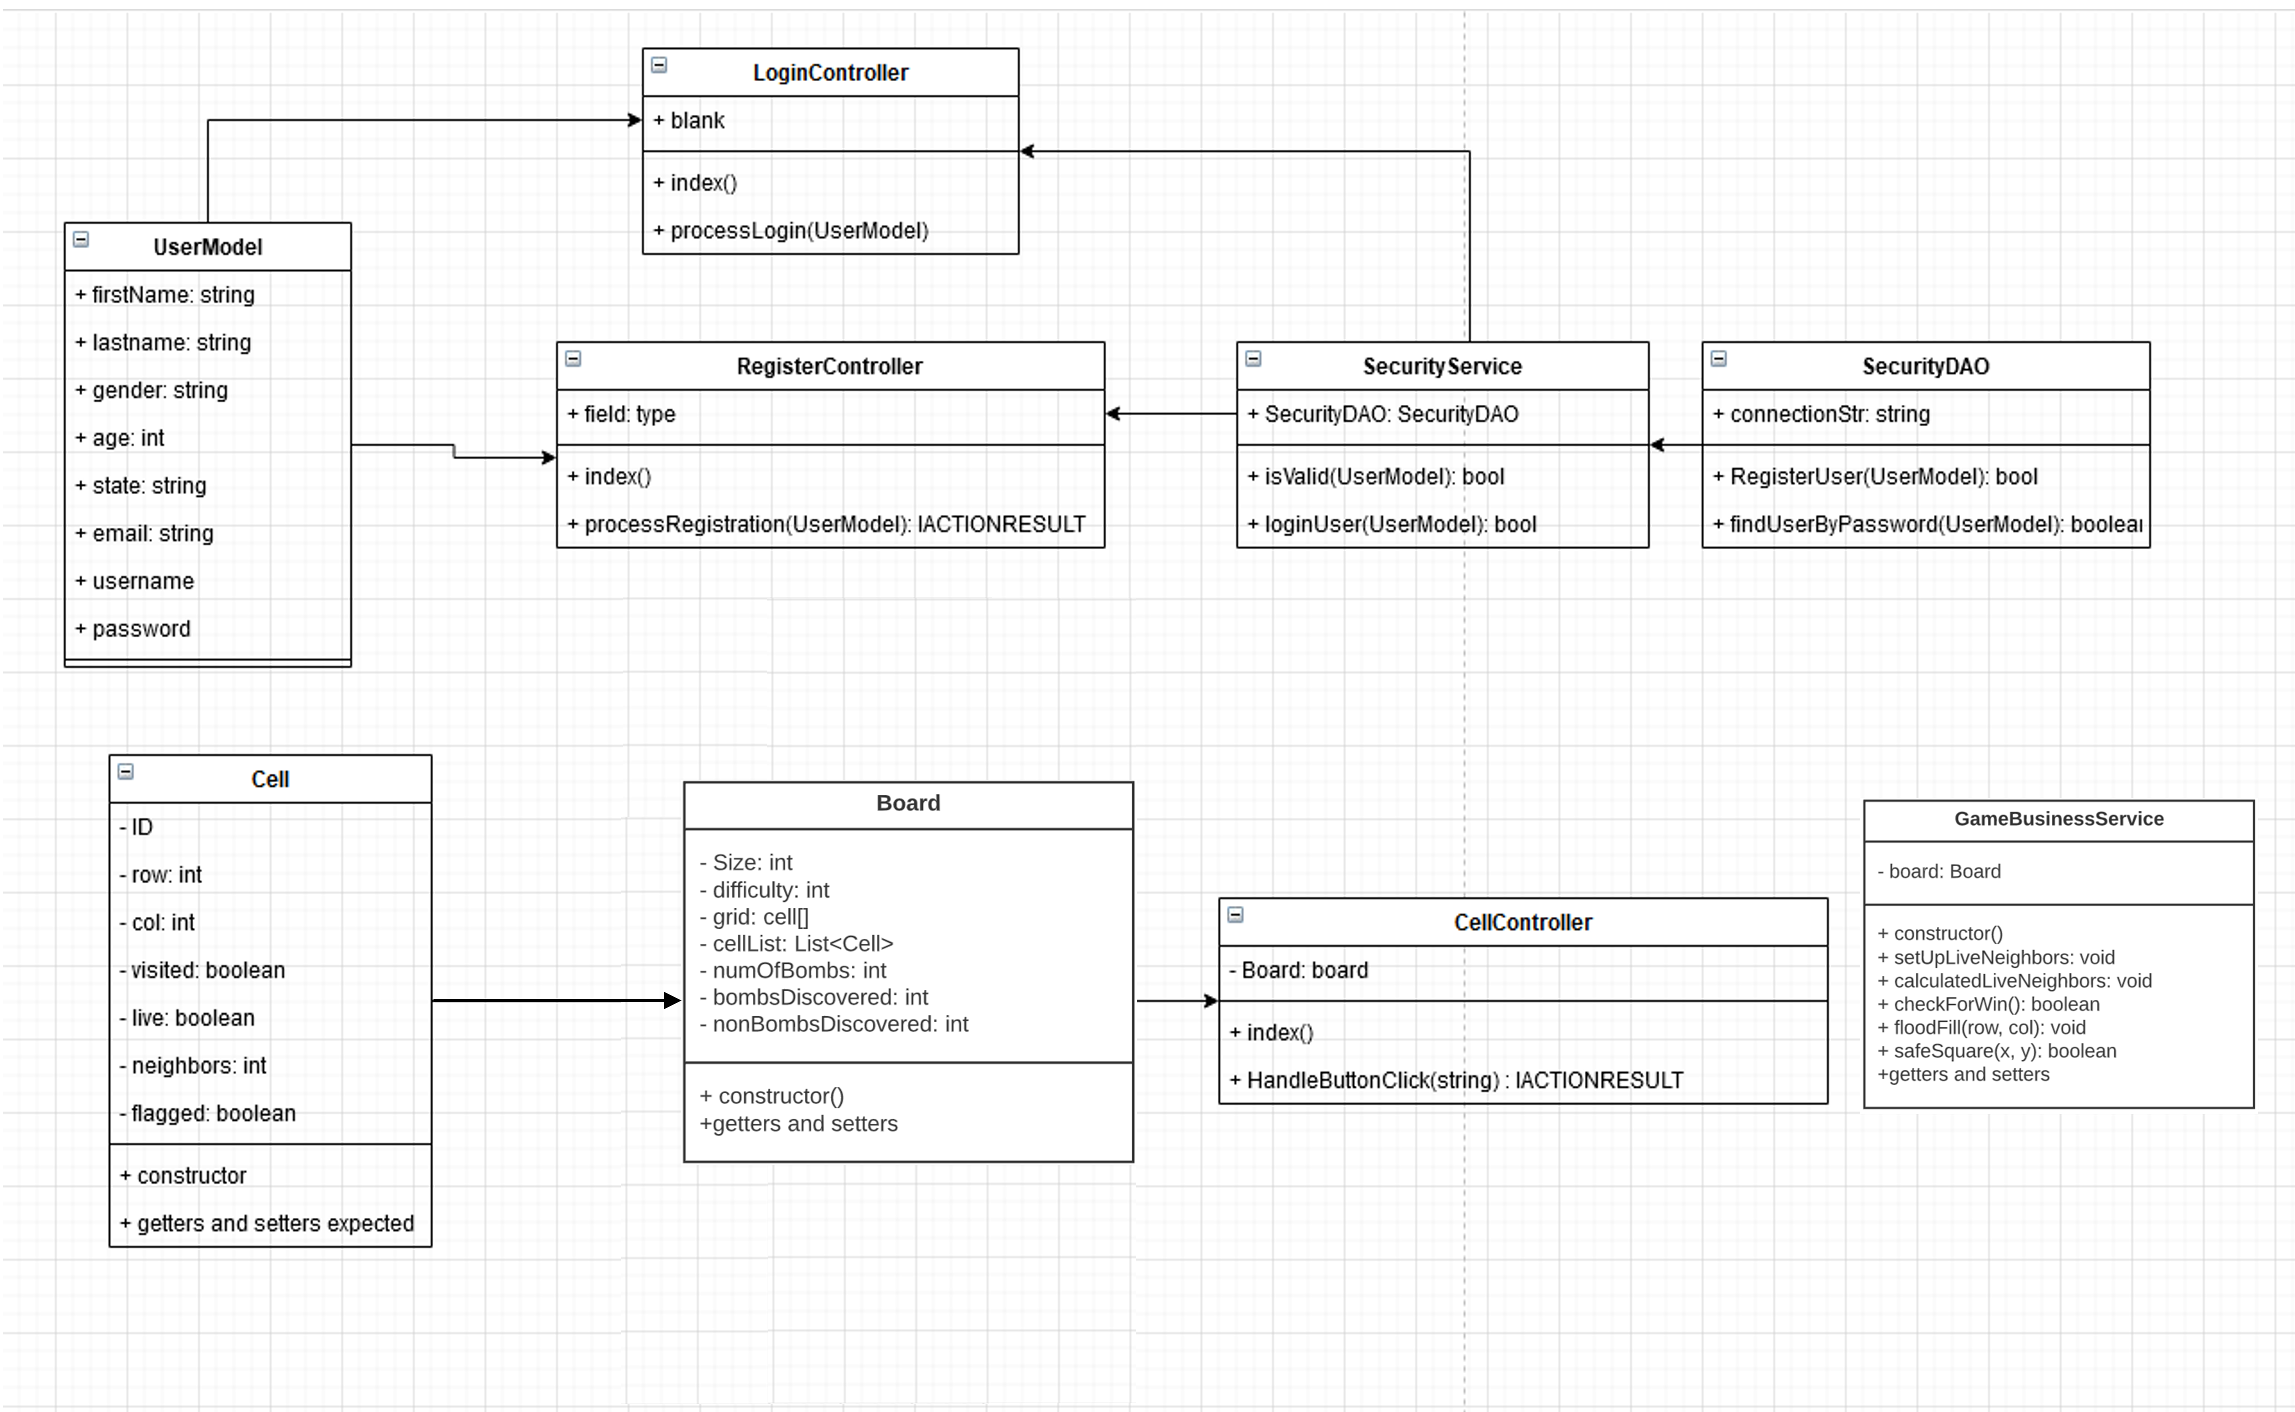 LoginController
+ blank
+ index()
+ processLogin(UserModel)
UserModel
+ firstName: string
+ lastname: string
+ gender: string
+ age: int
+ state: string
+ email: string
+ username
+ password
RegisterController
+ field: type
+ index()
+ processRegistration(UserModel): IACTIONRESULT
SecurityService
+ SecurityDAO: SecurityDAO
+ isValid(UserModel): bool
+ loginUser(UserModel): bool
SecurityDAO
+ connectionStr: string
+ RegisterUser(UserModel): bool
+ findUserByPassword(UserModel): boolea
Cell
- ID
- row: int
- col: int
- visited: boolean
- live: boolean
- neighbors: int
- flagged: boolean
+ constructor
+ getters and setters expected
Board
- Size: int
- difficulty: int
- grid: cell[]
- cellList: List<Cell>
- numOfBombs: int
- bombsDiscovered: int
- nonBombsDiscovered: int
+ constructor()
+getters and setters
CellController
- Board: board
+ index()
+ HandleButtonClick(string) : IACTIONRESULT
GameBusinessService
- board: Board
+ constructor()
+ setUpLiveNeighbors: void
+ calculatedLiveNeighbors: void
+ checkForWin(): boolean
+ floodFill(row, col): void
+ safeSquare(x, y): boolean
+getters and setters